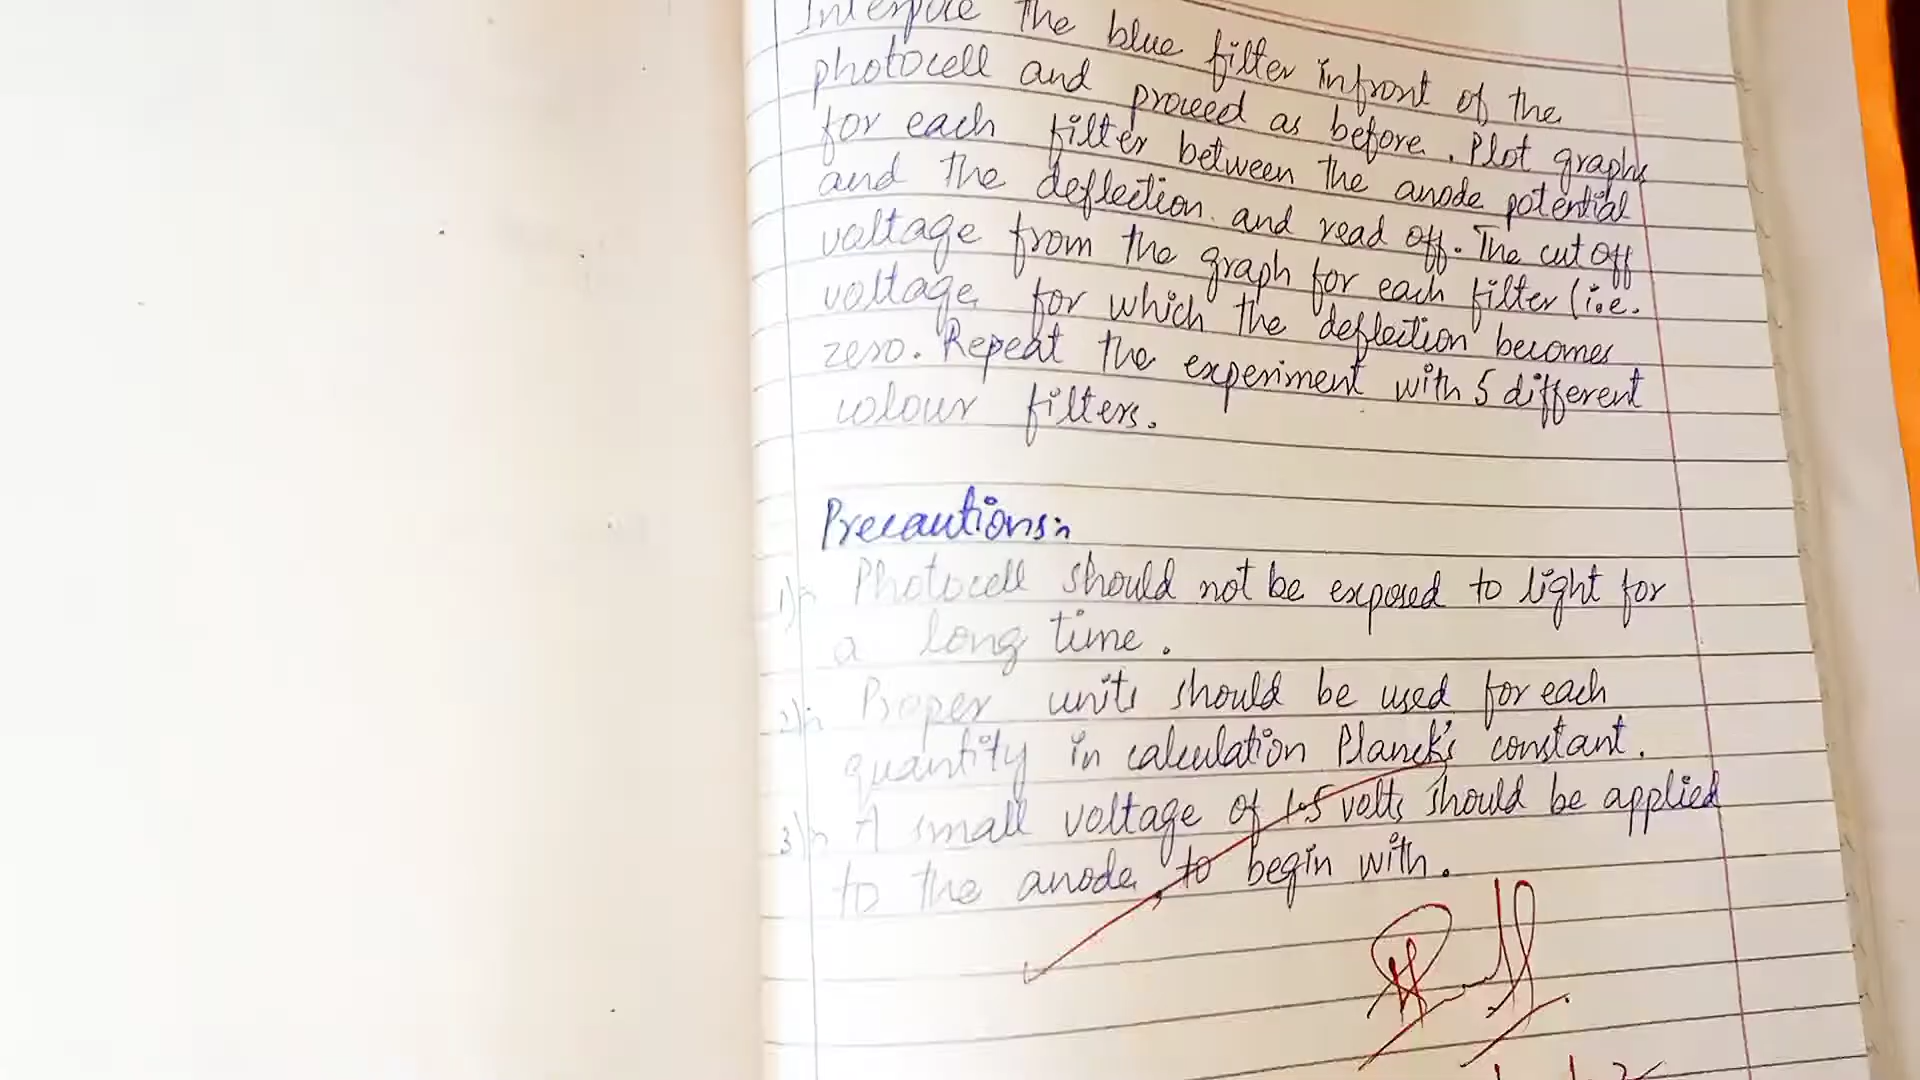 Interpole the blue filter infront of the
photocell and proceed as before. Plot graphs
for each filter between the anode potential
and the deflection. and read off. The cut off
voltage from the graph for each filter (i.e.
voltage for which the deflection becomes
zero. Repeat the experiment with 5 different
colour filters.
Precautions:
1) Photocell should not be exposed to light for
a long time.
2) Proper units should be used for each
quantity in calculation Planck's constant.
3) A small voltage of 1.5 volts should be applied
to the anode, to begin with.